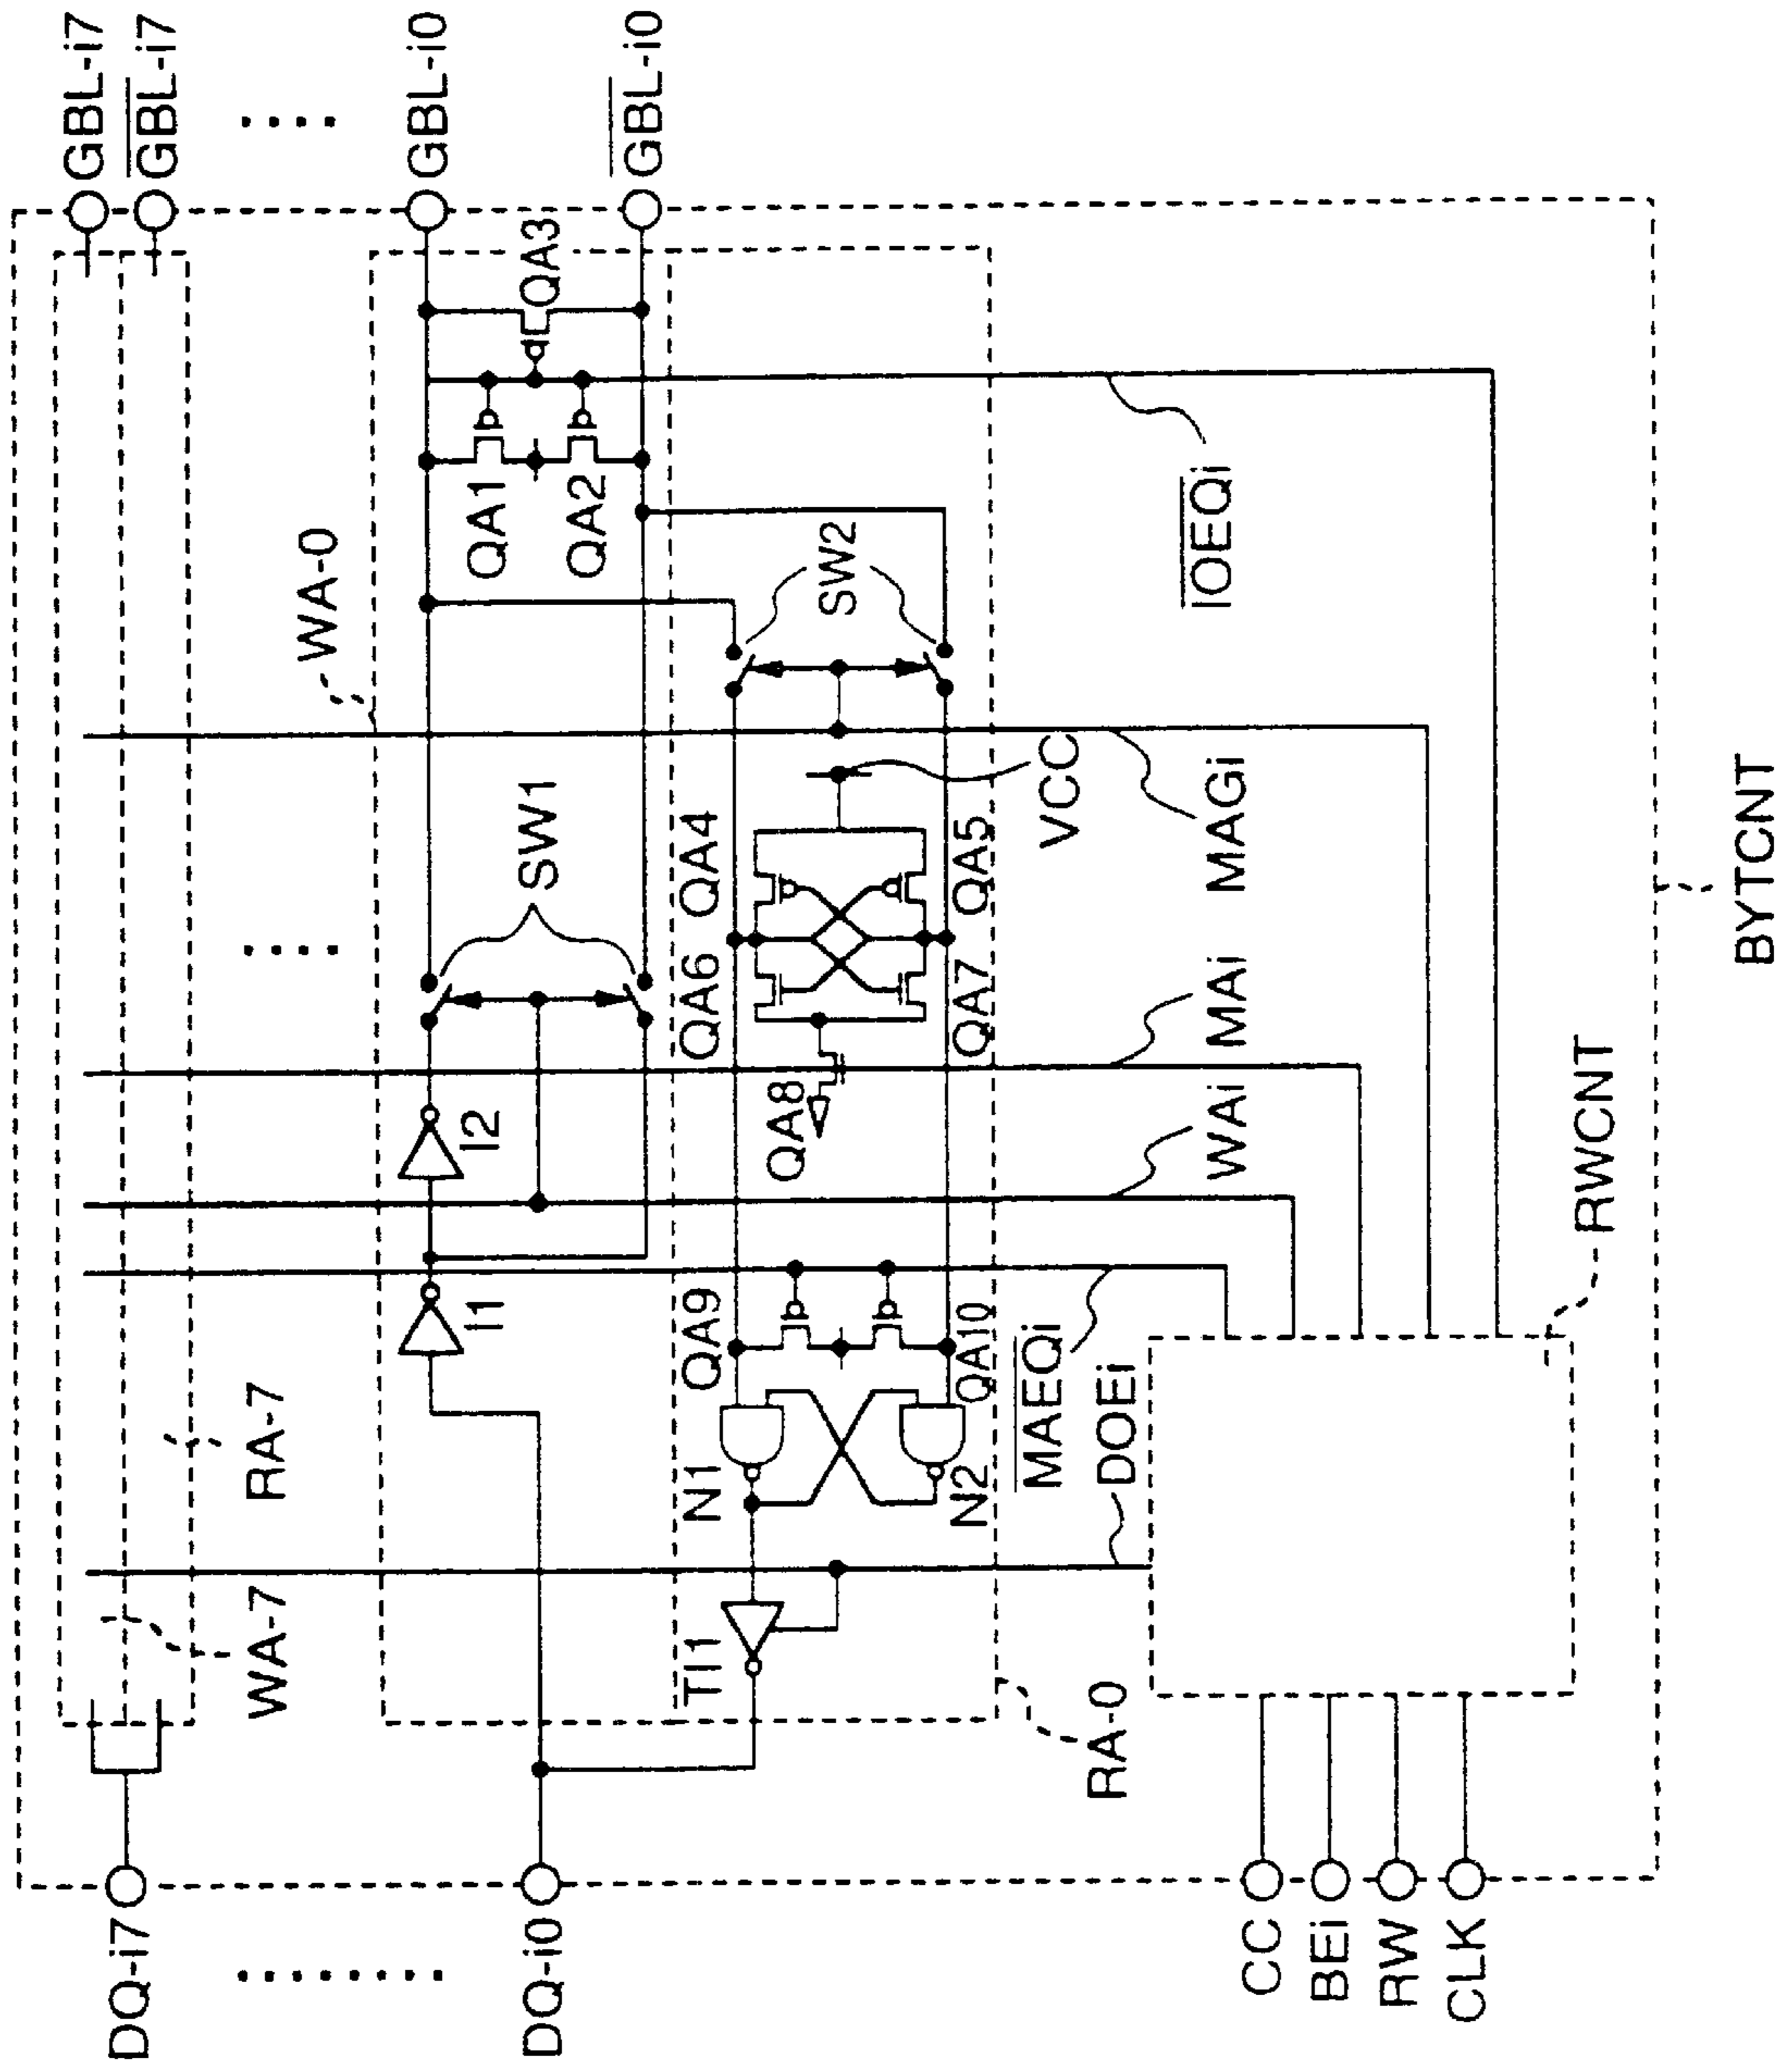 GBL-i7
GBL-i7
GBL-i0
GBL-i0
WA-0
QA3
QA1
QA2
IOEQi
SW2
SW1
VCC
QA4
QA5
MAGi
QA6
QA7
MAi
QA8
I2
WAi
RWCNT
BYTCNT
I1
QA9
QA10
MAEQi
DOEi
RA-7
N1
N2
WA-7
TI1
RA-0
DQ-i7
DQ-i0
CC
BEi
RW
CLK